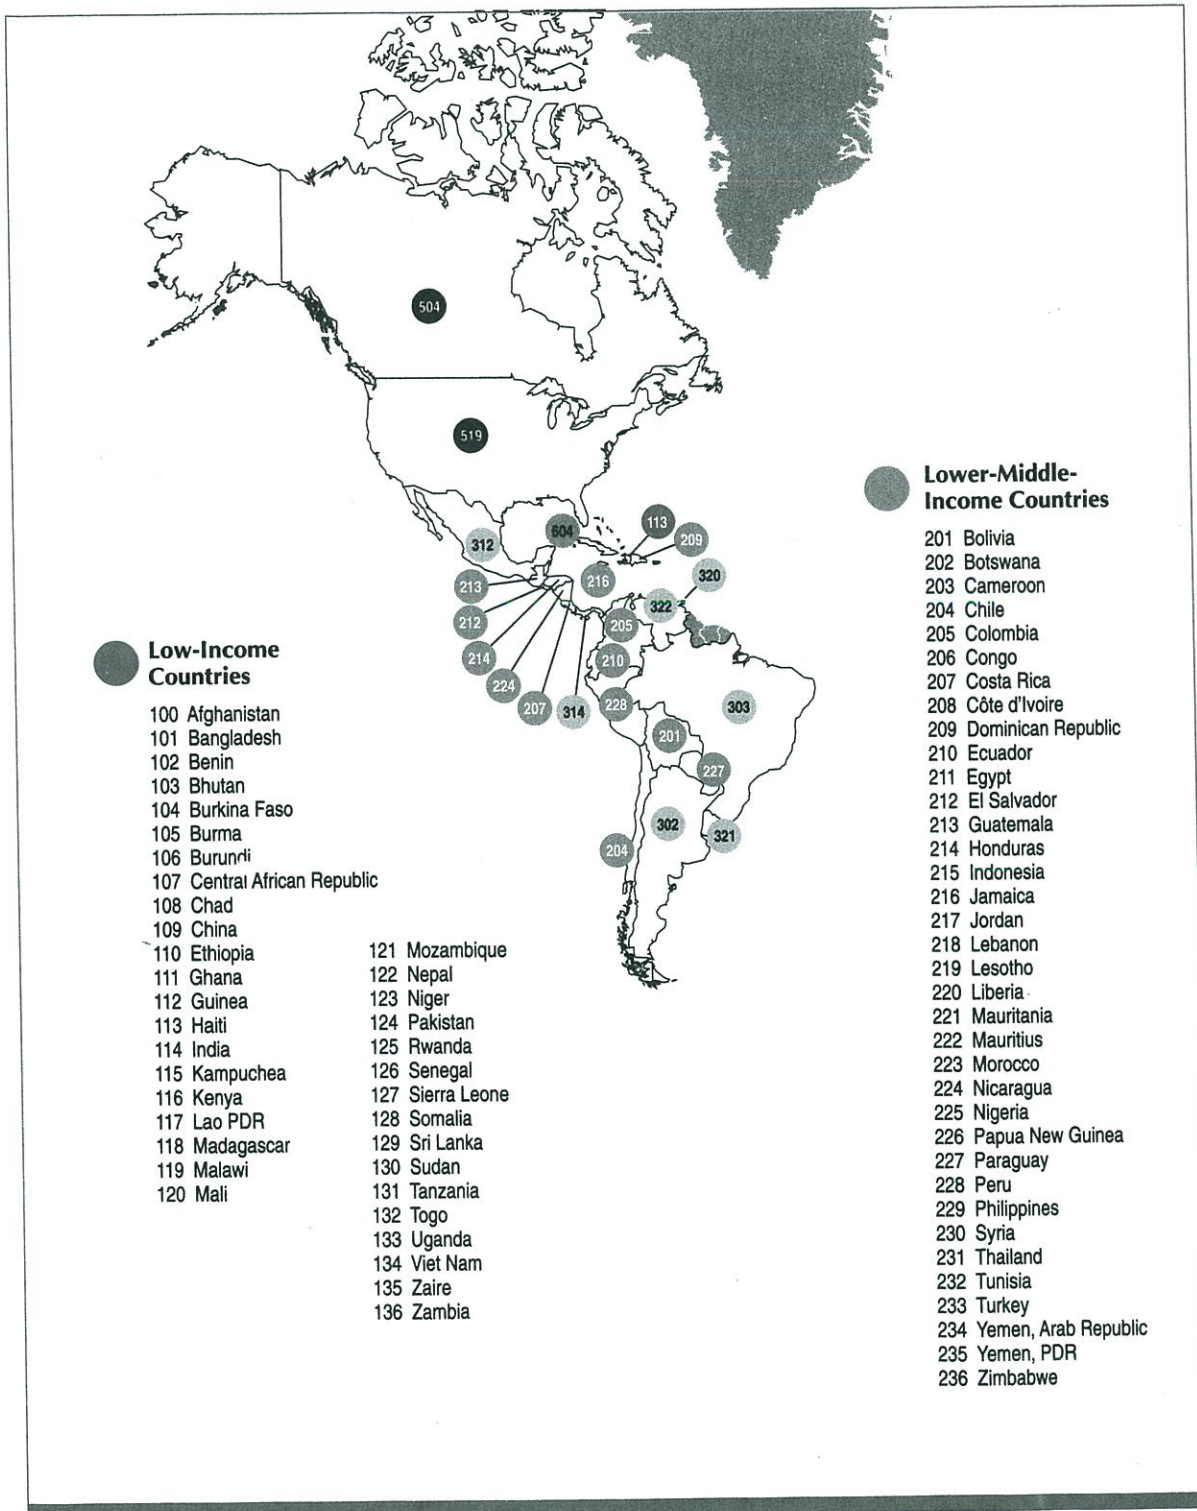 504
519
312
604
113
209
213
216
320
322
212
205
214
210
224
207
314
228
303
201
227
302
321
204
Low-Income
Countries
100 Afghanistan
101 Bangladesh
102 Benin
103 Bhutan
104 Burkina Faso
105 Burma
106 Burundi
107 Central African Republic
108 Chad
109 China
110 Ethiopia
111 Ghana
112 Guinea
113 Haiti
114 India
115 Kampuchea
116 Kenya
117 Lao PDR
118 Madagascar
119 Malawi
120 Mali
121 Mozambique
122 Nepal
123 Niger
124 Pakistan
125 Rwanda
126 Senegal
127 Sierra Leone
128 Somalia
129 Sri Lanka
130 Sudan
131 Tanzania
132 Togo
133 Uganda
134 Viet Nam
135 Zaire
136 Zambia
Lower-Middle-
Income Countries
201 Bolivia
202 Botswana
203 Cameroon
204 Chile
205 Colombia
206 Congo
207 Costa Rica
208 Côte d'Ivoire
209 Dominican Republic
210 Ecuador
211 Egypt
212 El Salvador
213 Guatemala
214 Honduras
215 Indonesia
216 Jamaica
217 Jordan
218 Lebanon
219 Lesotho
220 Liberia
221 Mauritania
222 Mauritius
223 Morocco
224 Nicaragua
225 Nigeria
226 Papua New Guinea
227 Paraguay
228 Peru
229 Philippines
230 Syria
231 Thailand
232 Tunisia
233 Turkey
234 Yemen, Arab Republic
235 Yemen, PDR
236 Zimbabwe